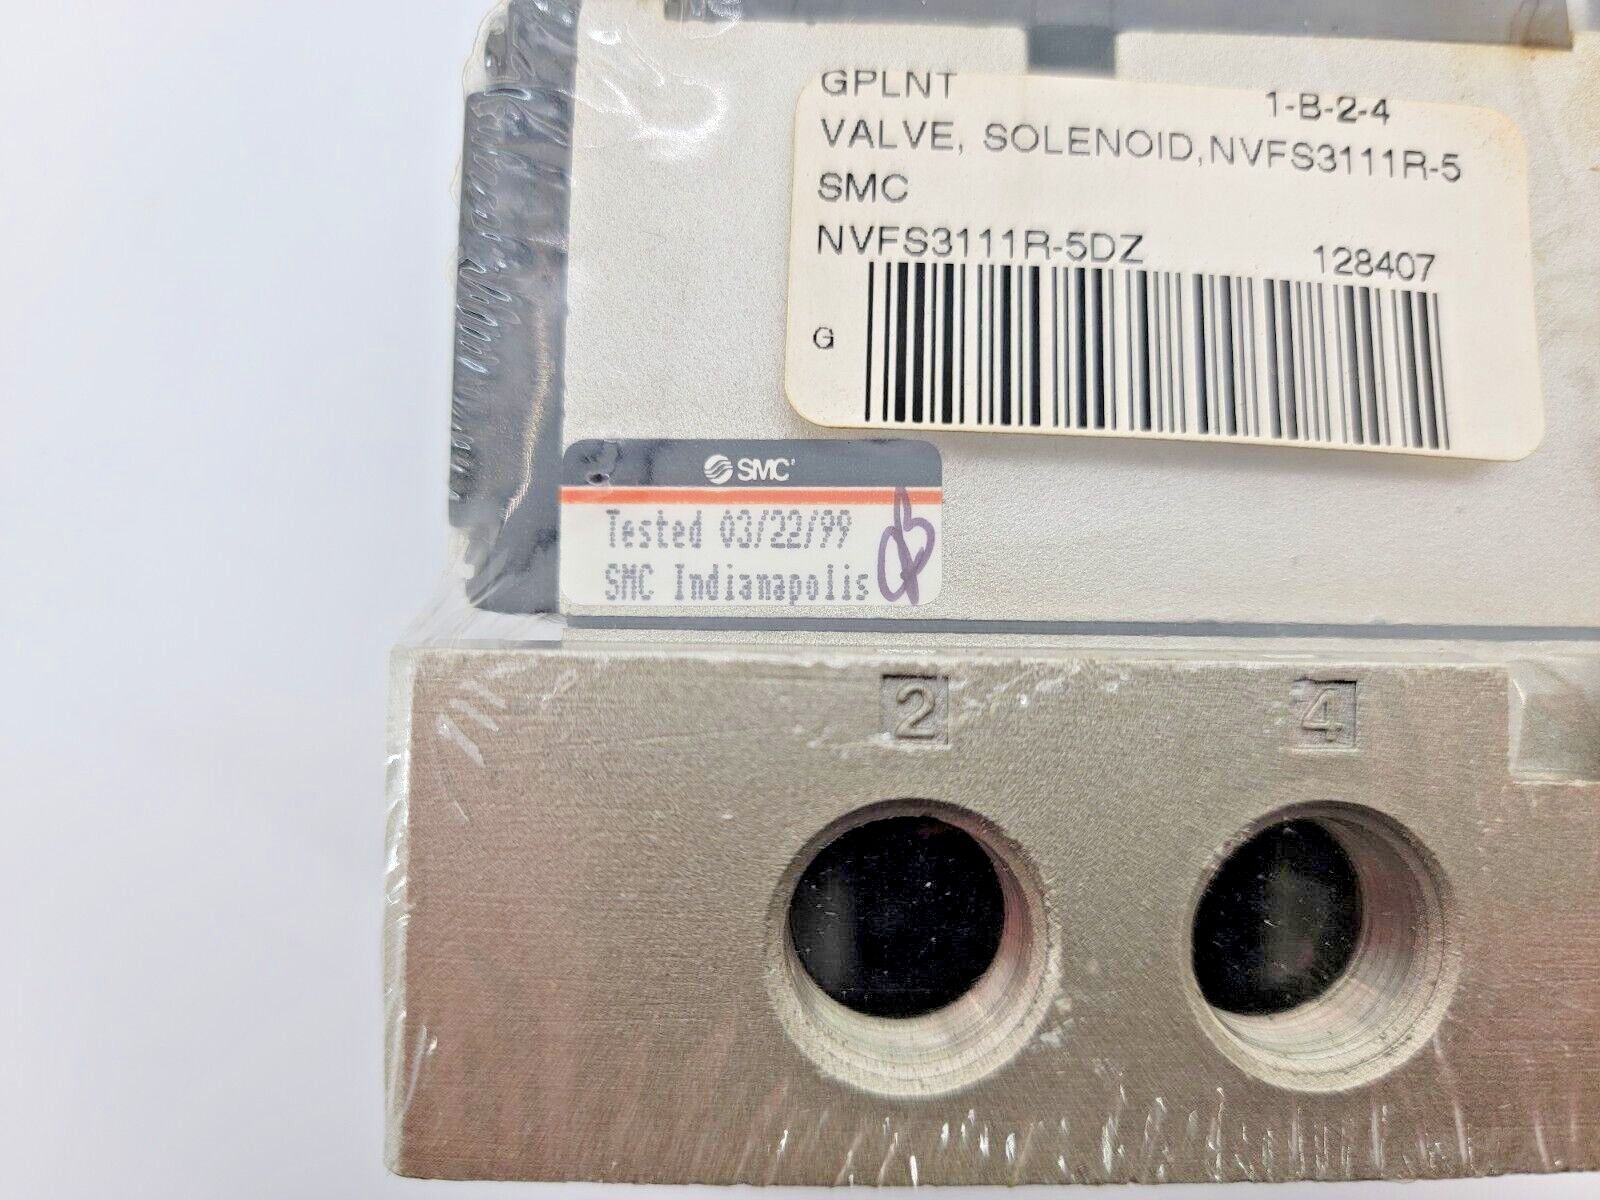 GPLNT 1-B-2-4
VALVE, SOLENOID,NVFS3111R-5
SMC
NVFS3111R-5DZ 128407
G
SMC
Tested 03/22/99
SMC Indianapolis
2 4